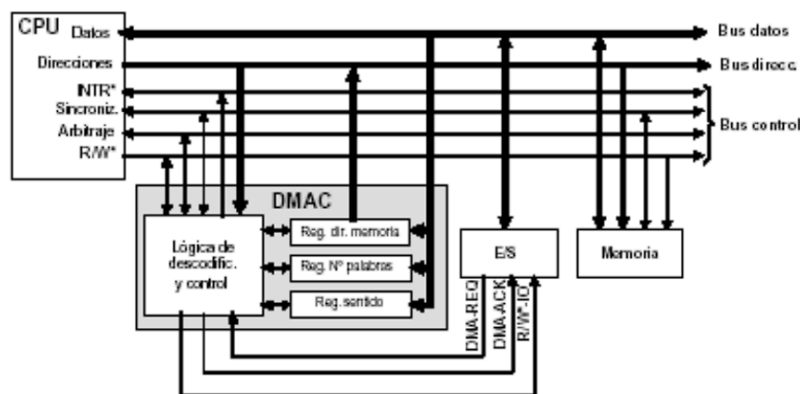 CPU
Datos
Bus datos
Direcciones
Bus direcc.
INTR*
Sincroniz.
Arbitraje
Bus control
R/W*
DMAC
Lógica de
descodific.
y control
Reg. dir. memoria
Reg. Nº palabras
Reg. sentido
E/S
Memoria
DMA-REQ
DMA-ACK
R/W*-IO